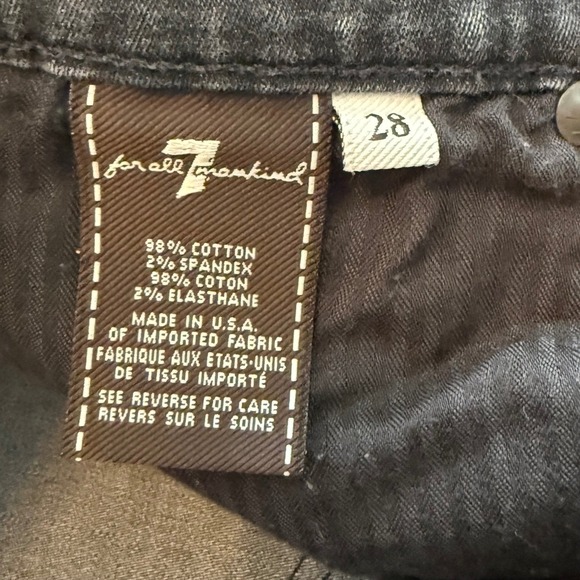 for all 7 mankind
28
98% COTTON
2% SPANDEX
98% COTON
2% ELASTHANE
MADE IN U.S.A.
OF IMPORTED FABRIC
FABRIQUE AUX ETATS-UNIS
DE TISSU IMPORTÉ
SEE REVERSE FOR CARE
REVERS SUR LE SOINS